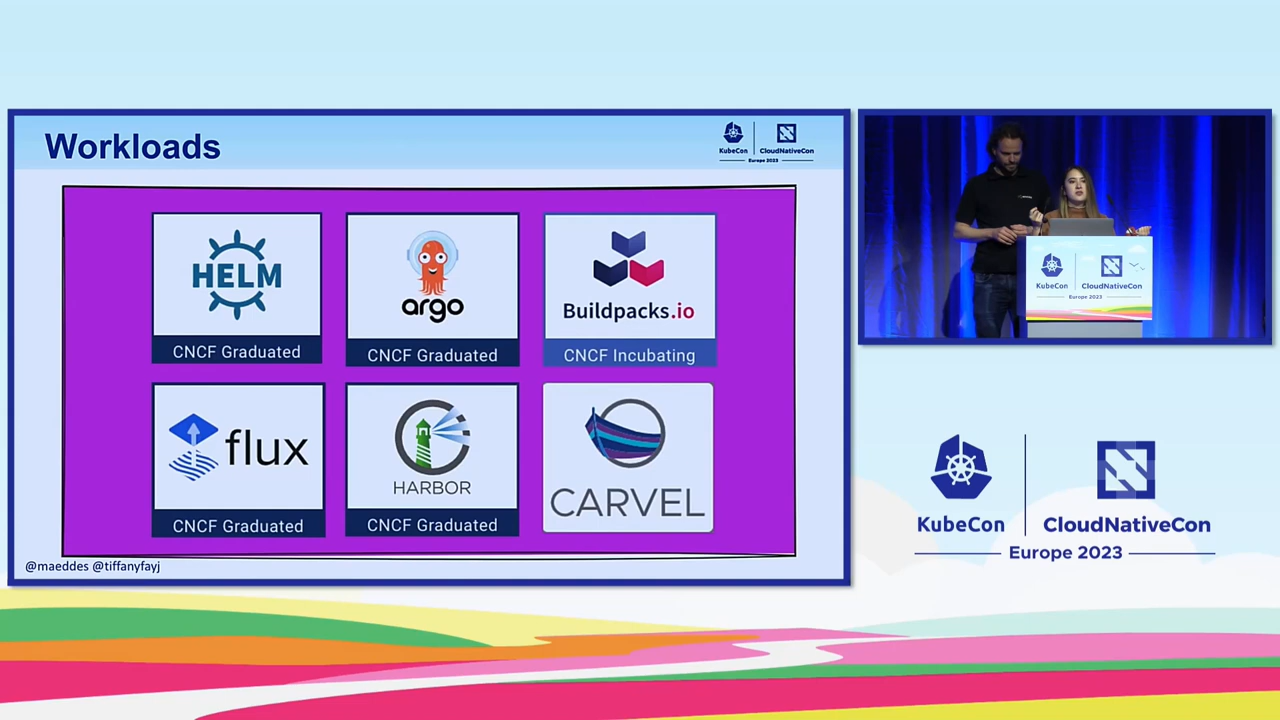 Workloads
KubeCon
CloudNativeCon
Europe 2023
HELM
CNCF Graduated
argo
CNCF Graduated
Buildpacks.io
CNCF Incubating
flux
CNCF Graduated
HARBOR
CNCF Graduated
CARVEL
@maeddes @tiffanyfayj
KubeCon
CloudNativeCon
Europe 2023
KubeCon
CloudNativeCon
Europe 2023